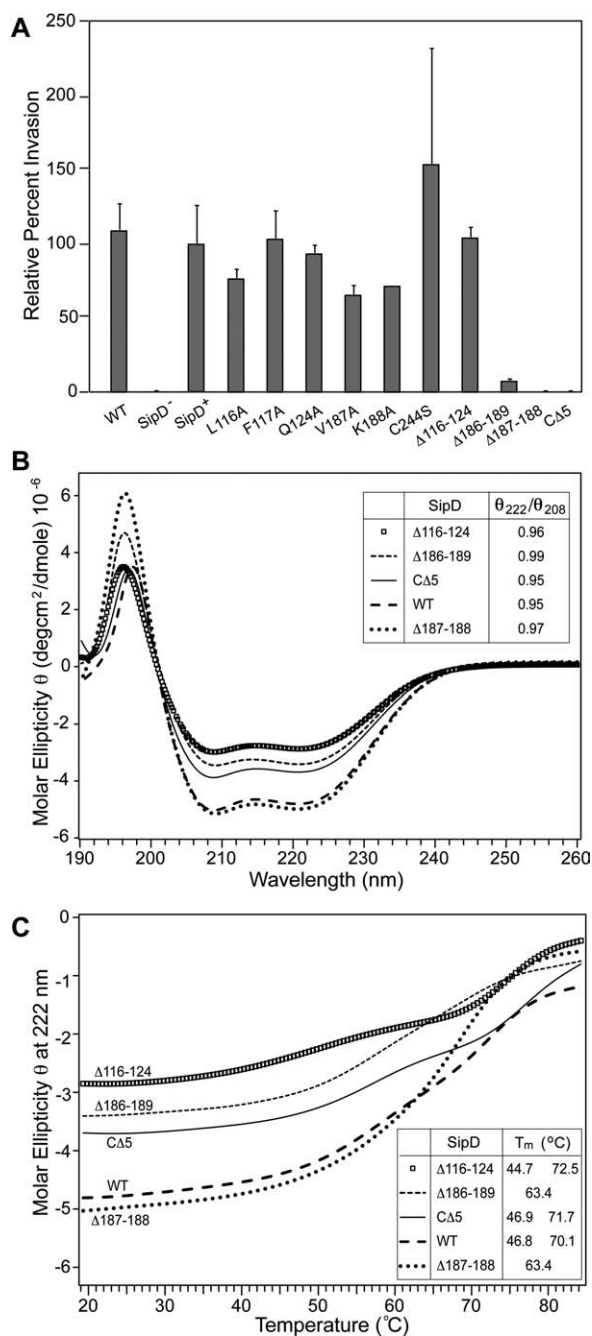 A
Relative Percent Invasion
250
200
150
100
50
0
WT
SipD-
SipD+
L116A
F117A
Q124A
V187A
K188A
C244S
Δ116-124
Δ186-189
Δ187-188
CΔ5
B
Molar Ellipticity θ (degcm2/dmole) 10-6
6
4
2
0
-2
-4
-6
190 200 210 220 230 240 250 260
Wavelength (nm)
SipD θ222/θ208
Δ116-124 0.96
Δ186-189 0.99
CΔ5 0.95
WT 0.95
Δ187-188 0.97
C
Molar Ellipticity θ at 222 nm
0
-1
-2
-3
-4
-5
-6
Δ116-124
Δ186-189
CΔ5
WT
Δ187-188
20 30 40 50 60 70 80
Temperature (°C)
SipD Tm (°C)
Δ116-124 44.7 72.5
Δ186-189 63.4
CΔ5 46.9 71.7
WT 46.8 70.1
Δ187-188 63.4